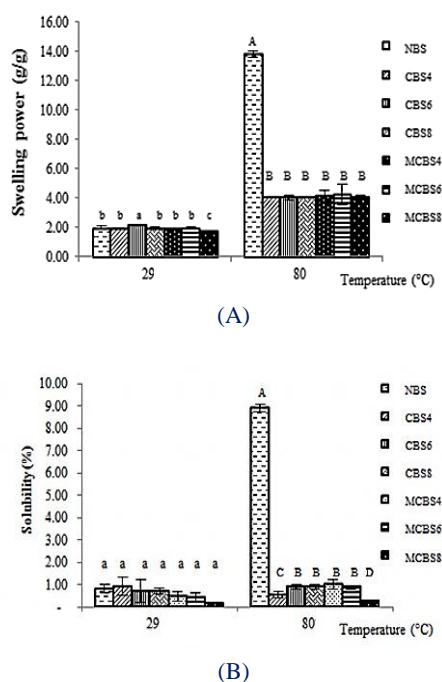 16.00
14.00
12.00
10.00
8.00
6.00
4.00
2.00
0.00
Swelling power (g/g)
b b a b b b c
A
B B B B B B
29 80 Temperature (°C)
NBS
CBS4
CBS6
CBS8
MCBS4
MCBS6
MCBS8
(A)
10.00
9.00
8.00
7.00
6.00
5.00
4.00
3.00
2.00
1.00
-
Solubility (%)
a a a a a a a
A
C B B B B D
29 80
Temperature (°C)
NBS
CBS4
CBS6
CBS8
MCBS4
MCBS6
MCBS8
(B)